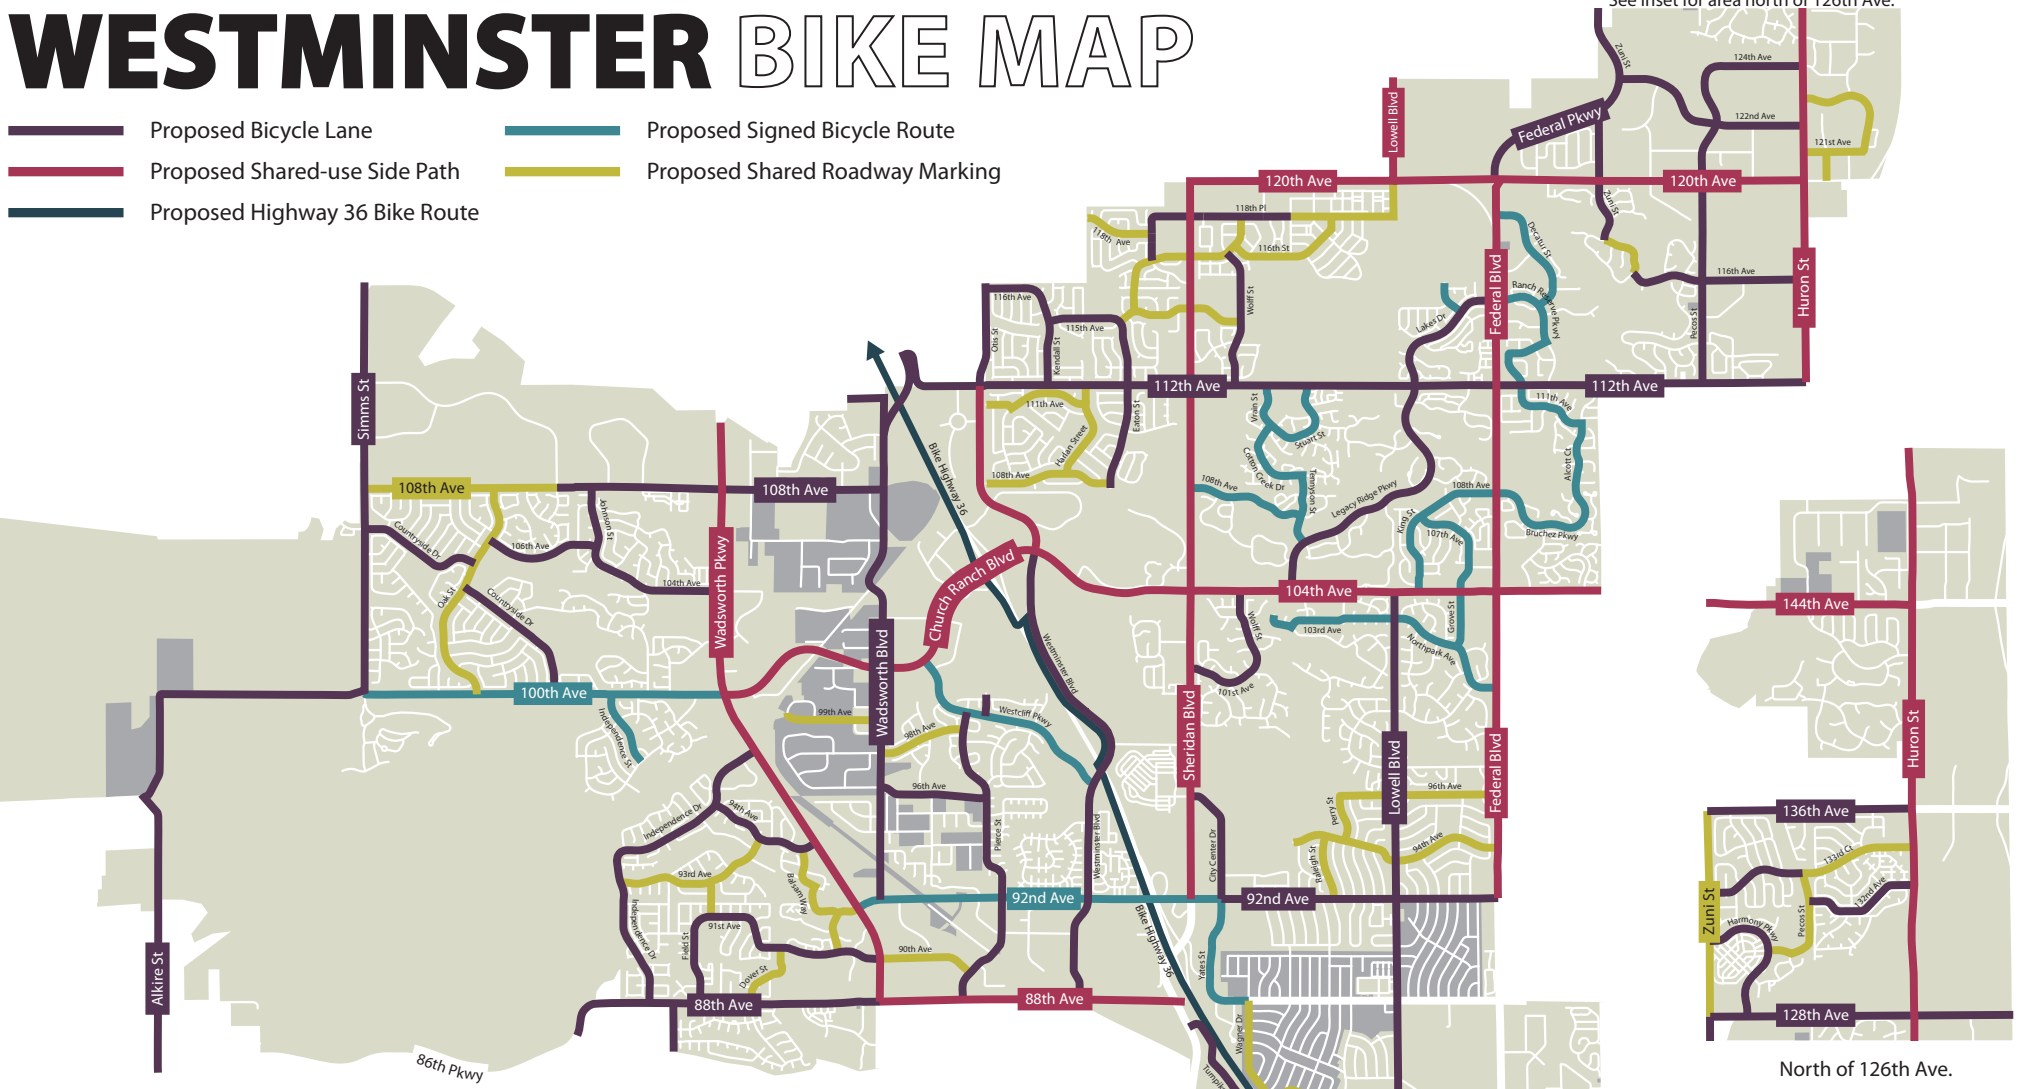 See inset for area north of 126th Ave.
WESTMINSTER BIKE MAP
Proposed Bicycle Lane
Proposed Signed Bicycle Route
Proposed Shared-use Side Path
Proposed Shared Roadway Marking
Proposed Highway 36 Bike Route
Zuni St
124th Ave
Lowell Blvd
Federal Pkwy
122nd Ave
121st Ave
120th Ave
120th Ave
118th Pl
Zuni St
118th Ave
116th St
Decatur St
Federal Blvd
Huron St
116th Ave
Ranch Reserve Pkwy
116th Ave
Wolff St
Otis St
115th Ave
Kendall St
Lakes Dr
Pecos St
Simms St
112th Ave
112th Ave
111th Ave
Eaton St
Vrain St
111th Ave
Harlan Street
Stuart St
Bike Highway 36
Cotton Creek Dr
Alcott Ct
108th Ave
108th Ave
108th Ave
108th Ave
Tennyson St
Legacy Ridge Pkwy
108th Ave
Johnson St
King St
107th Ave
Bruchez Pkwy
Countryside Dr
106th Ave
Wadsworth Pkwy
Church Ranch Blvd
104th Ave
104th Ave
144th Ave
Oak St
Countryside Dr
Wolff St
103rd Ave
Grove St
Northpark Ave
Wadsworth Blvd
Westminster Blvd
101st Ave
100th Ave
Independence St
99th Ave
98th Ave
Westcliff Pkwy
Sheridan Blvd
Lowell Blvd
Federal Blvd
Huron St
96th Ave
96th Ave
Independence Dr
94th Ave
Pierce St
Westminster Blvd
City Center Dr
Perry St
Raleigh St
94th Ave
136th Ave
133rd Ct
93rd Ave
Balsam Way
132nd Ave
92nd Ave
92nd Ave
Zuni St
Pecos St
Harmony Pkwy
Independence Dr
Field St
91st Ave
90th Ave
Bike Highway 36
Yates St
Alkire St
Dover St
88th Ave
88th Ave
128th Ave
Wagner Dr
86th Pkwy
North of 126th Ave.